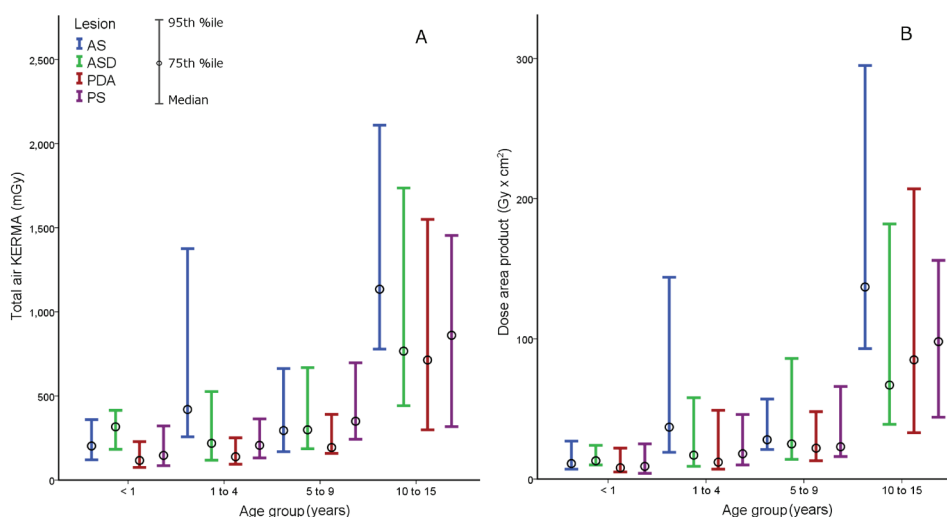 Lesion
AS
ASD
PDA
PS
95th %ile
75th %ile
Median
A
Total air KERMA (mGy)
2,500
2,000
1,500
1,000
500
0
< 1
1 to 4
5 to 9
10 to 15
Age group (years)
B
Dose area product (Gy x cm²)
300
200
100
0
< 1
1 to 4
5 to 9
10 to 15
Age group (years)